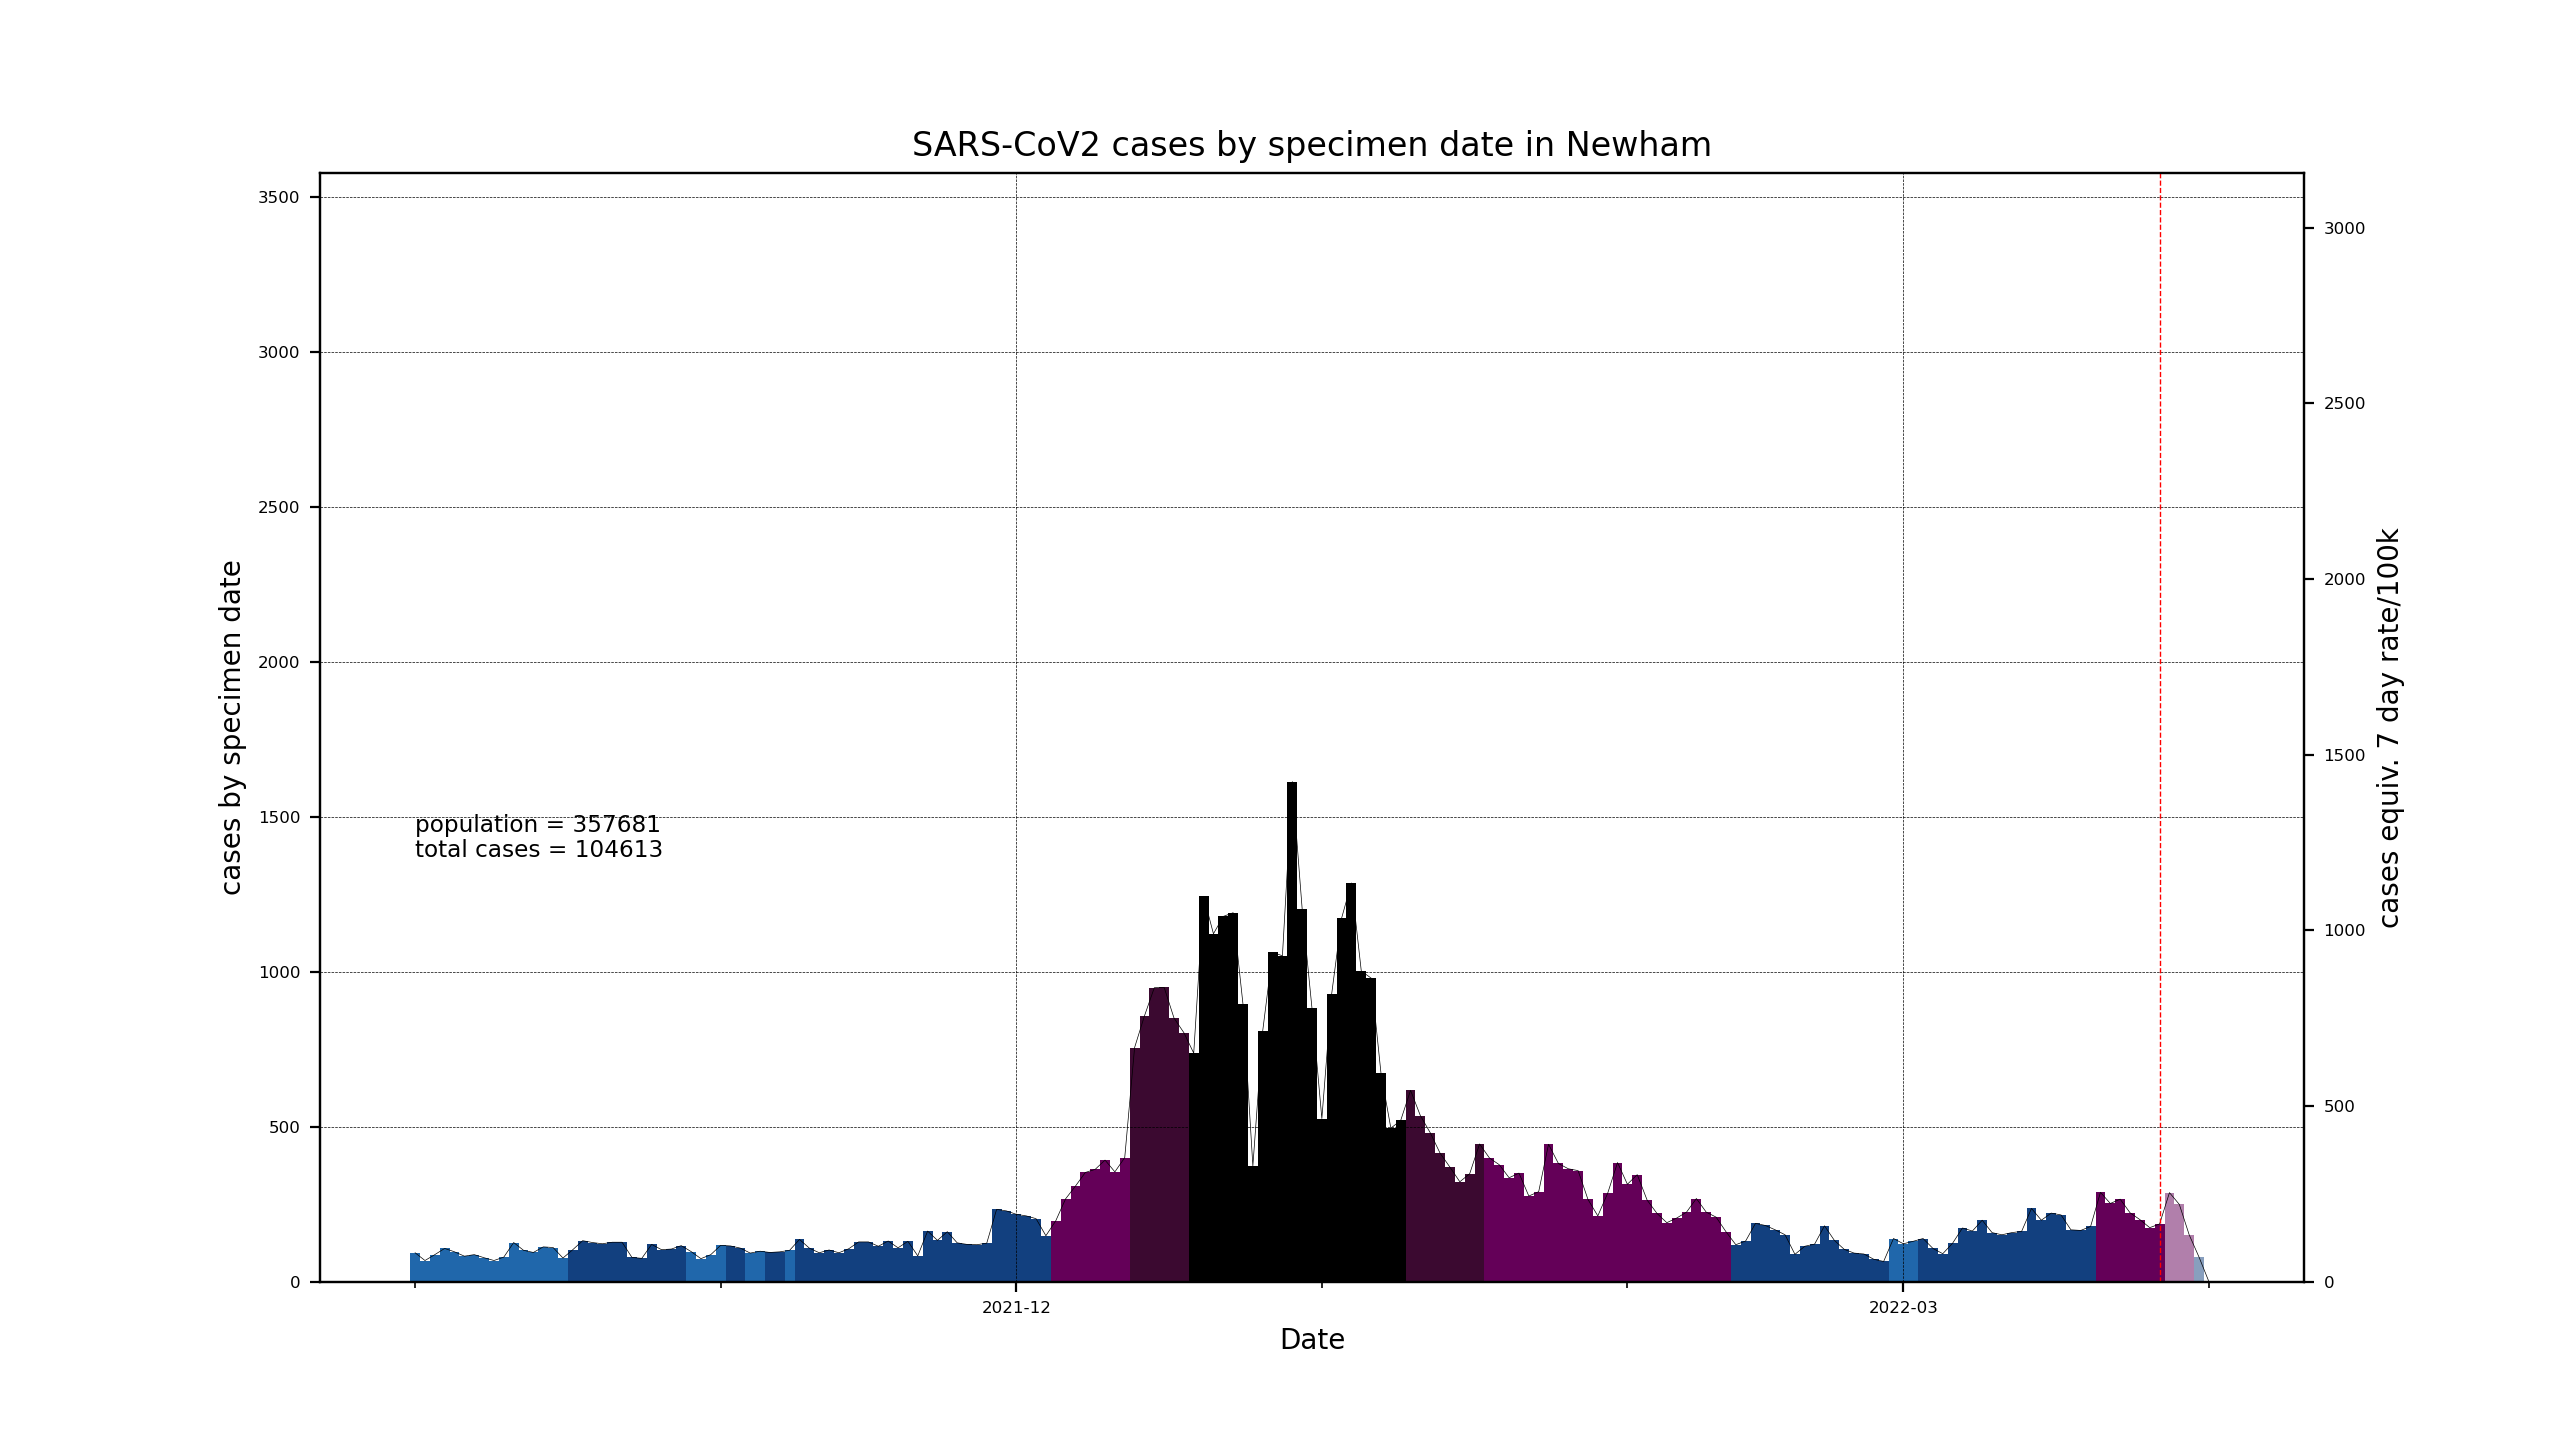 SARS-CoV2 cases by specimen date in Newham
cases by specimen date
3500
3000
2500
2000
1500
1000
500
0
population = 357681
total cases = 104613
3000
2500
2000
1500
1000
500
0
cases equiv. 7 day rate/100k
2021-12
2022-03
Date